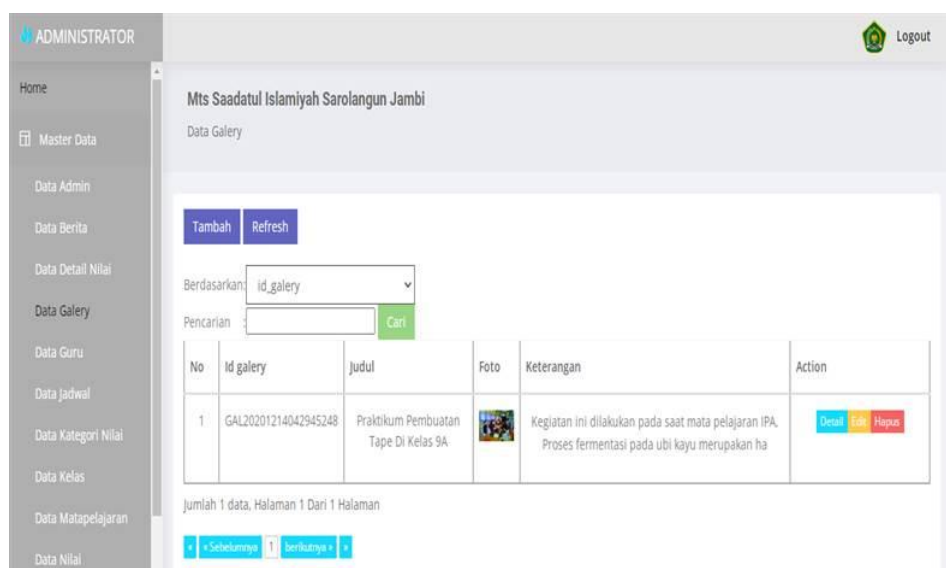 ADMINISTRATOR
Logout
Home
Master Data
Data Admin
Data Berita
Data Detail Nilai
Data Galery
Data Guru
Data Jadwal
Data Kategori Nilai
Data Kelas
Data Matapelajaran
Data Nilai
Mts Saadatul Islamiyah Sarolangun Jambi
Data Galery
Tambah Refresh
Berdasarkan: id_galery
Pencarian : Cari
No Id galery Judul Foto Keterangan Action
1 GAL20201214042945248 Praktikum Pembuatan Kegiatan ini dilakukan pada saat mata pelajaran IPA. Detail Edit Hapus
Tape Di Kelas 9A Proses fermentasi pada ubi kayu merupakan ha
Jumlah 1 data, Halaman 1 Dari 1 Halaman
« « Sebelumnya 1 berikutnya » »